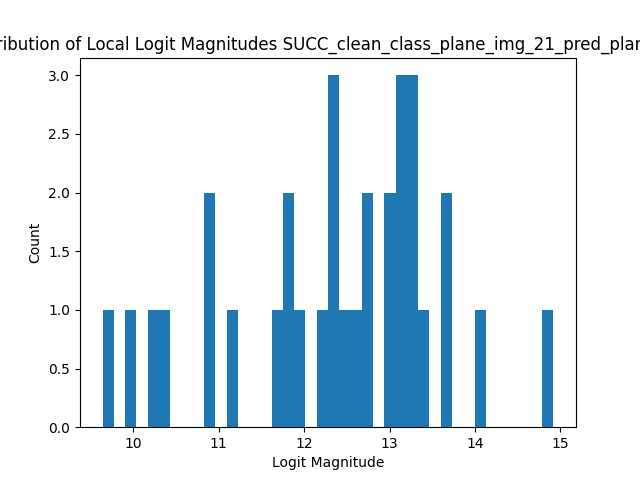 ribution of Local Logit Magnitudes SUCC_clean_class_plane_img_21_pred_plan
3.0
2.5
2.0
1.5
1.0
0.5
0.0
Count
10 11 12 13 14 15
Logit Magnitude